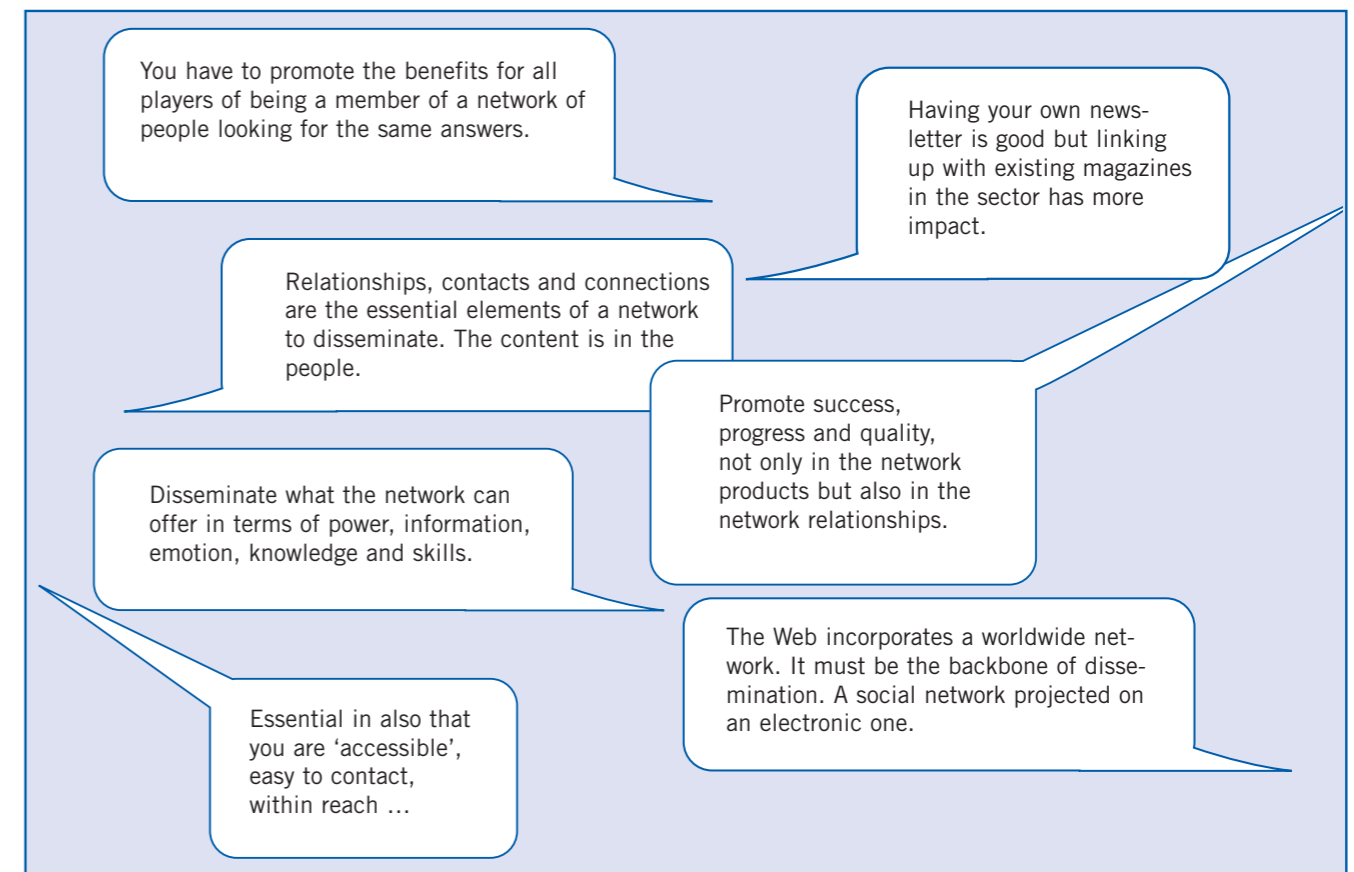 You have to promote the benefits for all
players of being a member of a network of
people looking for the same answers.
Having your own news-
letter is good but linking
up with existing magazines
in the sector has more
impact.
Relationships, contacts and connections
are the essential elements of a network
to disseminate. The content is in the
people.
Promote success,
progress and quality,
not only in the network
products but also in the
network relationships.
Disseminate what the network can
offer in terms of power, information,
emotion, knowledge and skills.
The Web incorporates a worldwide net-
work. It must be the backbone of disse-
mination. A social network projected on
an electronic one.
Essential in also that
you are ‘accessible’,
easy to contact,
within reach …